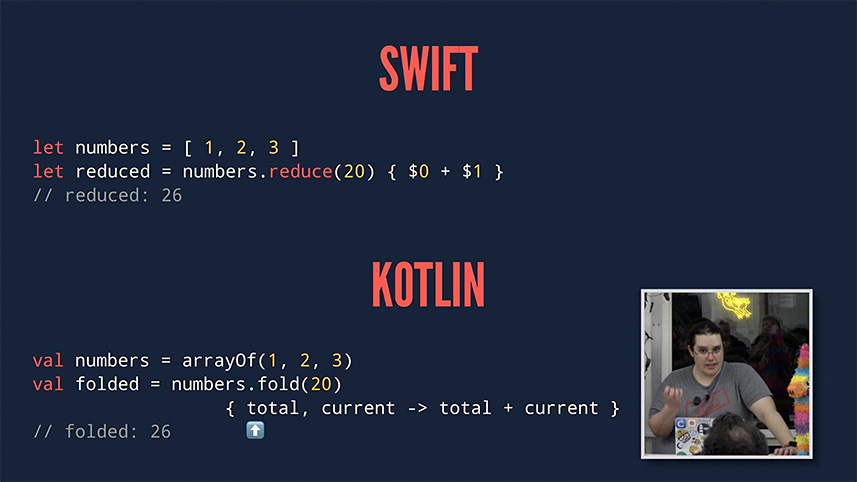 SWIFT
let numbers = [ 1, 2, 3 ]
let reduced = numbers.reduce(20) { $0 + $1 }
// reduced: 26
KOTLIN
val numbers = arrayOf(1, 2, 3)
val folded = numbers.fold(20)
{ total, current -> total + current }
// folded: 26